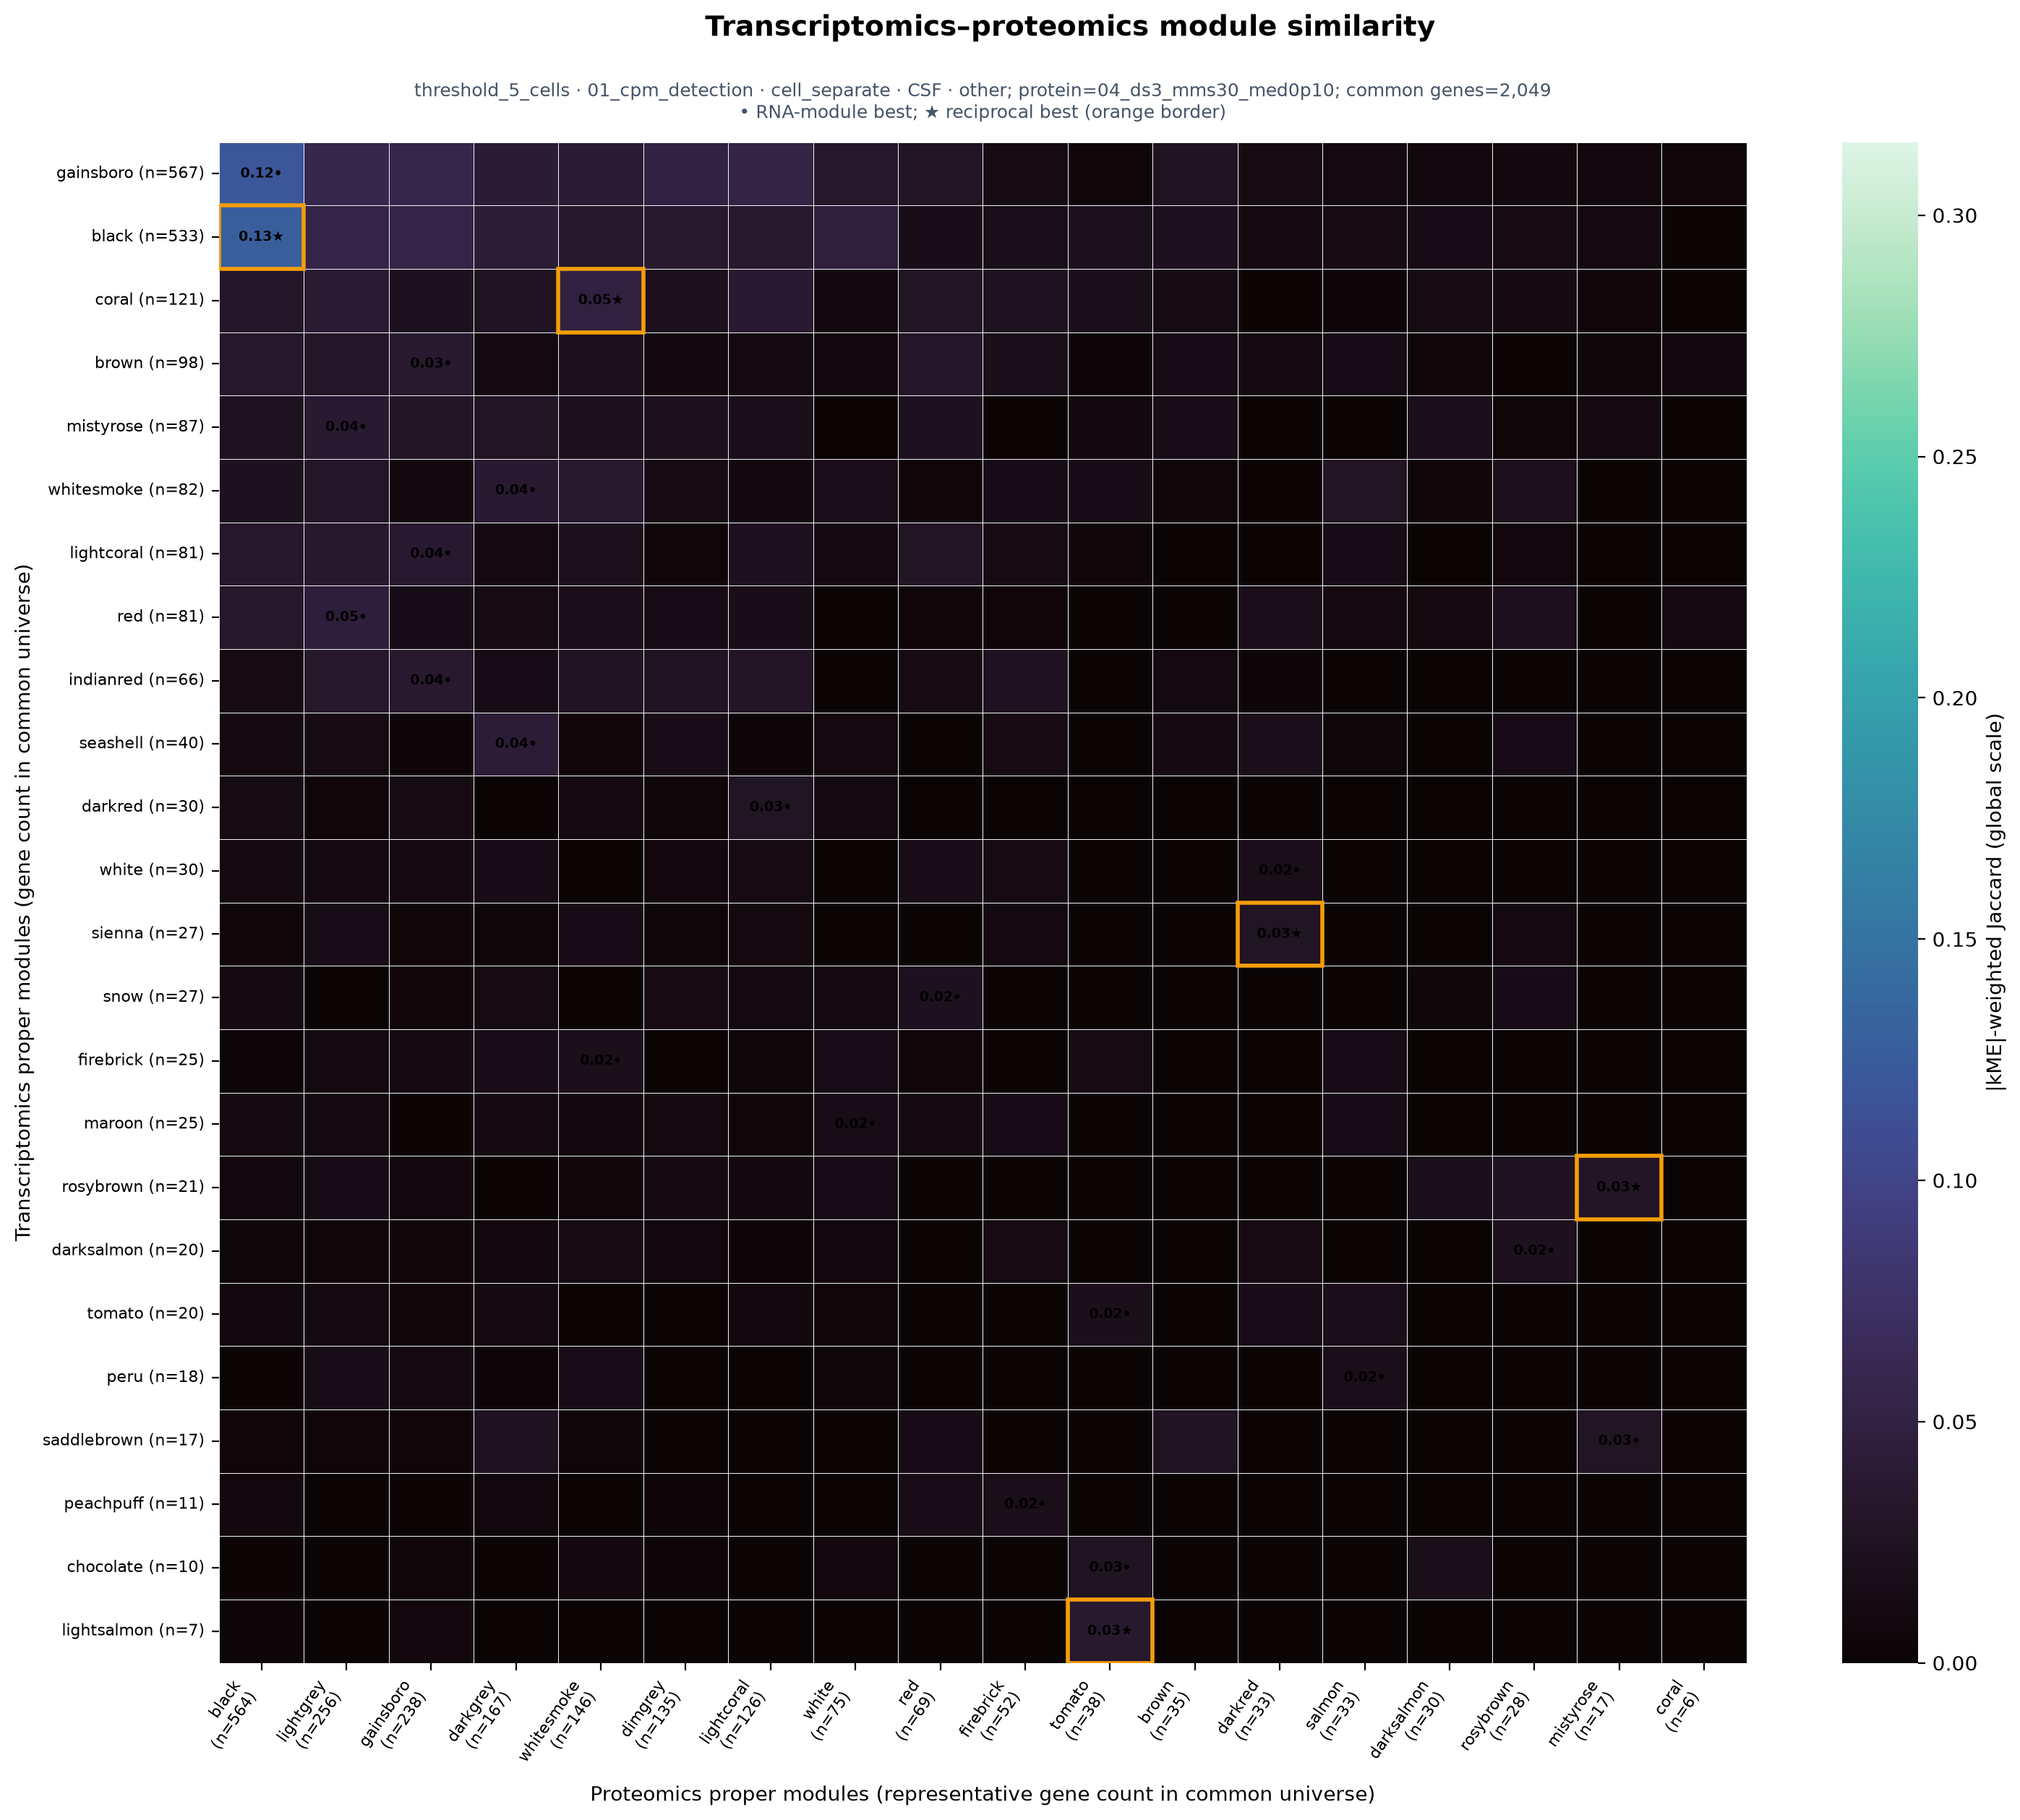 Transcriptomics–proteomics module similarity
threshold_5_cells · 01_cpm_detection · cell_separate · CSF · other; protein=04_ds3_mms30_med0p10; common genes=2,049
• RNA-module best; ★ reciprocal best (orange border)
Transcriptomics proper modules (gene count in common universe)
gainsboro (n=567)
0.12•
black (n=533)
0.13★
coral (n=121)
0.05★
brown (n=98)
0.03•
mistyrose (n=87)
0.04•
whitesmoke (n=82)
0.04•
lightcoral (n=81)
0.04•
red (n=81)
0.05•
indianred (n=66)
0.04•
seashell (n=40)
0.04•
darkred (n=30)
0.03•
white (n=30)
0.02•
sienna (n=27)
0.03★
snow (n=27)
0.02•
firebrick (n=25)
0.02•
maroon (n=25)
0.02•
rosybrown (n=21)
0.03★
darksalmon (n=20)
0.02•
tomato (n=20)
0.02•
peru (n=18)
0.02•
saddlebrown (n=17)
0.03•
peachpuff (n=11)
0.02•
chocolate (n=10)
0.03•
lightsalmon (n=7)
0.03★
black
(n=564)
lightgrey
(n=256)
gainsboro
(n=238)
darkgrey
(n=167)
whitesmoke
(n=146)
dimgrey
(n=135)
lightcoral
(n=126)
white
(n=75)
red
(n=69)
firebrick
(n=52)
tomato
(n=38)
brown
(n=35)
darkred
(n=33)
salmon
(n=33)
darksalmon
(n=30)
rosybrown
(n=28)
mistyrose
(n=17)
coral
(n=6)
Proteomics proper modules (representative gene count in common universe)
0.30
0.25
0.20
0.15
0.10
0.05
0.00
|kME|-weighted Jaccard (global scale)